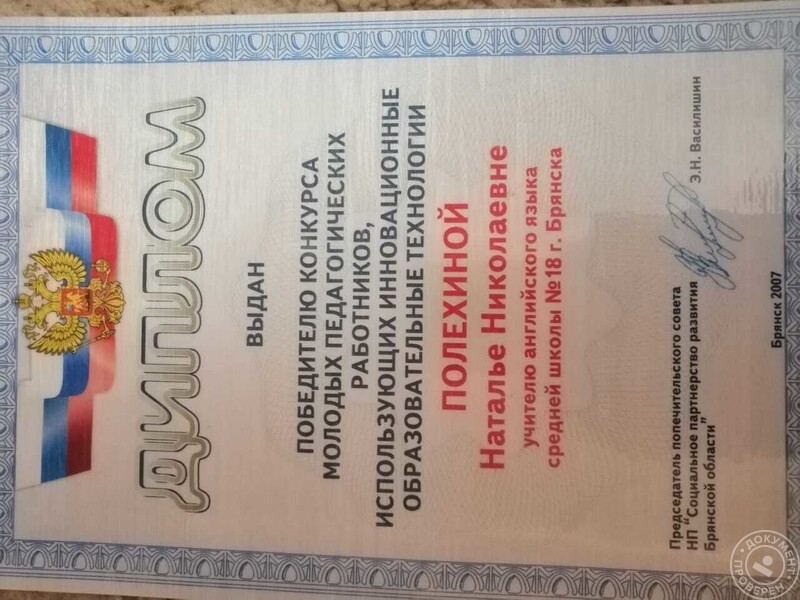 ДИПЛОМ
ВЫДАН
ПОБЕДИТЕЛЮ КОНКУРСА
МОЛОДЫХ ПЕДАГОГИЧЕСКИХ
РАБОТНИКОВ,
ИСПОЛЬЗУЮЩИХ ИННОВАЦИОННЫЕ
ОБРАЗОВАТЕЛЬНЫЕ ТЕХНОЛОГИИ
ПОЛЕХИНОЙ
Наталье Николаевне
учителю английского языка
средней школы №18 г. Брянска
Председатель попечительского совета
НП "Социальное партнерство развития
Брянской области"
Э.Н. Василишин
Брянск 2007
ДОКУМЕНТ
ПРОВЕРЕН